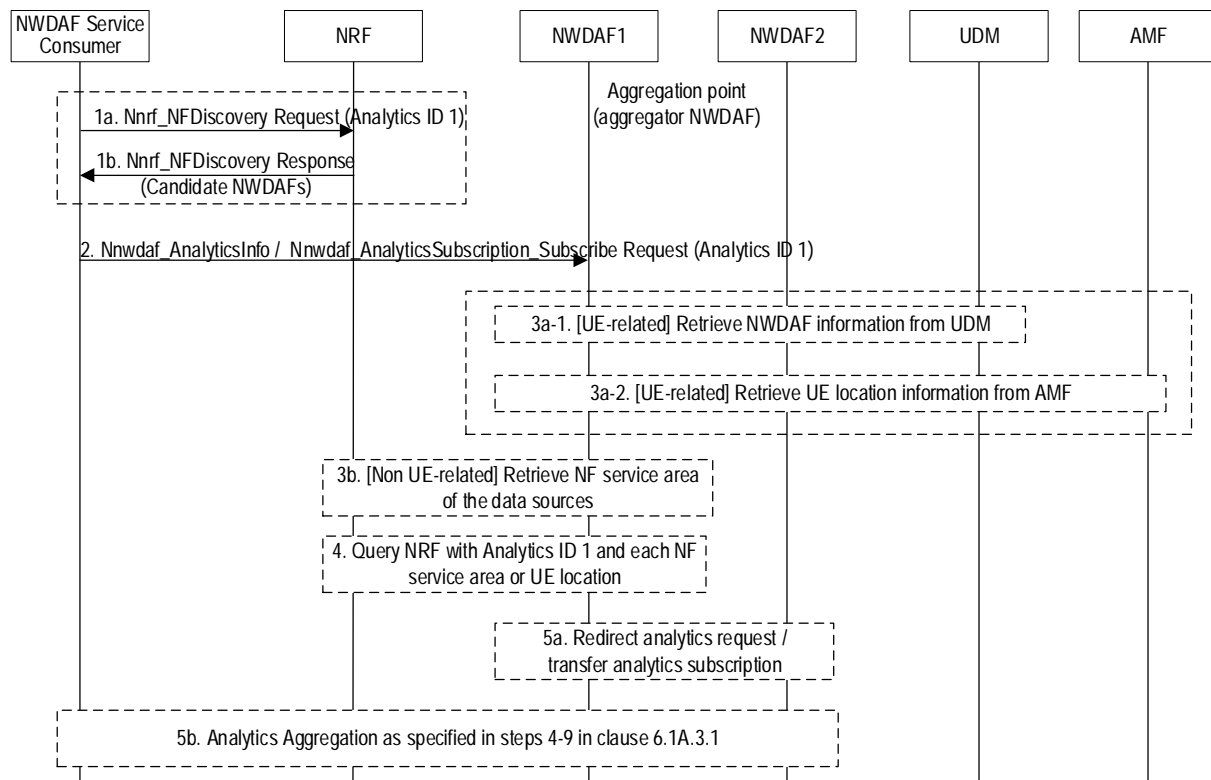 NWDAF Service
Consumer
NRF
NWDAF1
NWDAF2
UDM
AMF
Aggregation point
(aggregator NWDAF)
1a. Nnrf_NFDiscovery Request (Analytics ID 1)
1b. Nnrf_NFDiscovery Response
(Candidate NWDAFs)
2. Nnwdaf_AnalyticsInfo / Nnwdaf_AnalyticsSubscription_Subscribe Request (Analytics ID 1)
3a-1. [UE-related] Retrieve NWDAF information from UDM
3a-2. [UE-related] Retrieve UE location information from AMF
3b. [Non UE-related] Retrieve NF service area
of the data sources
4. Query NRF with Analytics ID 1 and each NF
service area or UE location
5a. Redirect analytics request /
transfer analytics subscription
5b. Analytics Aggregation as specified in steps 4-9 in clause 6.1A.3.1